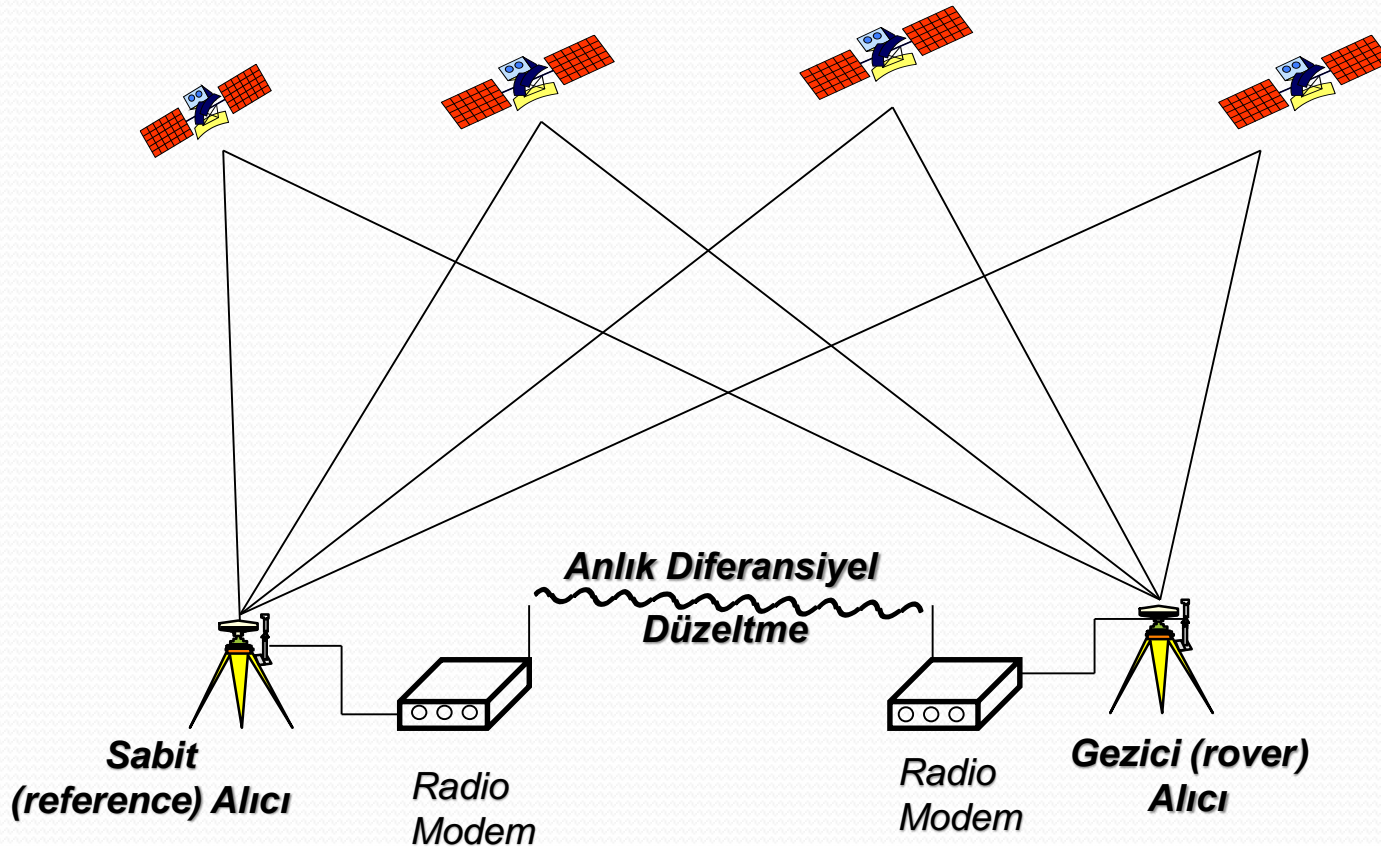 Anlık Diferansiyel
Düzeltme
Sabit
(reference) Alıcı
Radio
Modem
Radio
Modem
Gezici (rover)
Alıcı